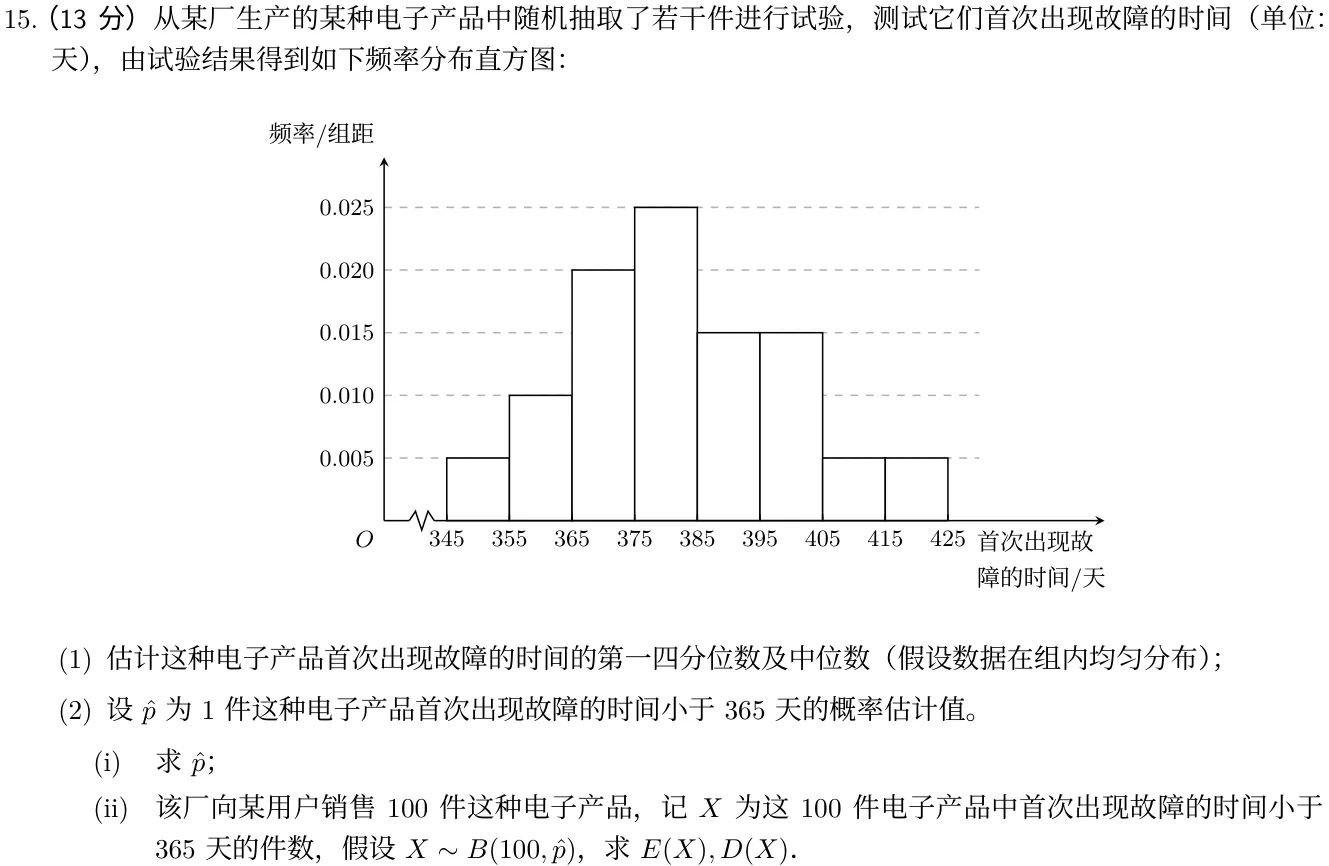 15. (13 分) 从某厂生产的某种电子产品中随机抽取了若干件进行试验，测试它们首次出现故障的时间（单位：
天），由试验结果得到如下频率分布直方图：
频率/组距
0.025
0.020
0.015
0.010
0.005
O
345 355 365 375 385 395 405 415 425 首次出现故
障的时间/天
(1) 估计这种电子产品首次出现故障的时间的第一四分位数及中位数（假设数据在组内均匀分布）；
(2) 设 p̂ 为 1 件这种电子产品首次出现故障的时间小于 365 天的概率估计值。
(i) 求 p̂；
(ii) 该厂向某用户销售 100 件这种电子产品，记 X 为这 100 件电子产品中首次出现故障的时间小于
365 天的件数，假设 X ∼ B(100, p̂)，求 E(X), D(X).